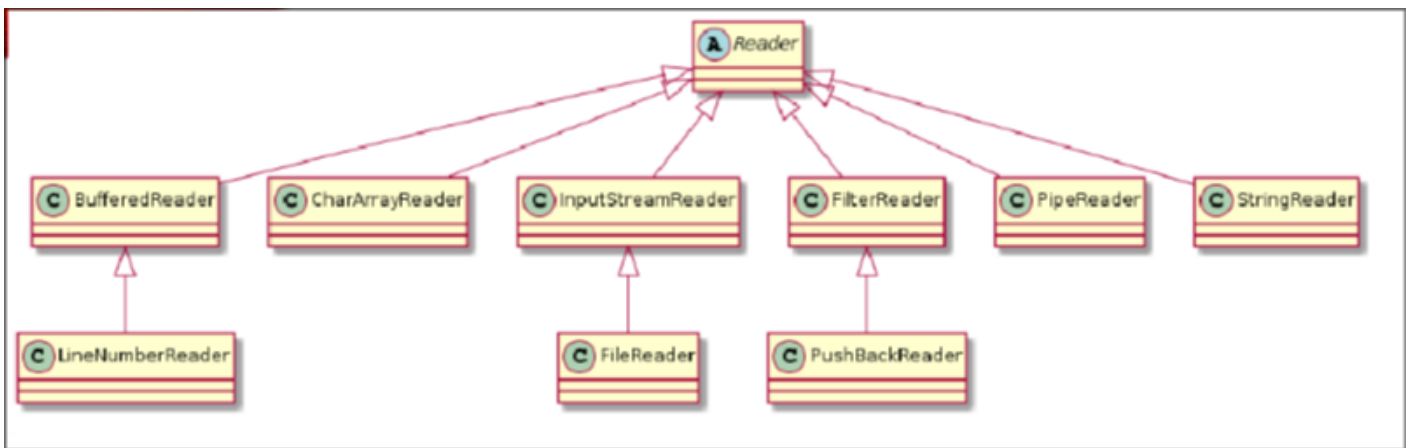 A Reader
C BufferedReader
C CharArrayReader
C InputStreamReader
C FilterReader
C PipeReader
C StringReader
C LineNumberReader
C FileReader
C PushBackReader